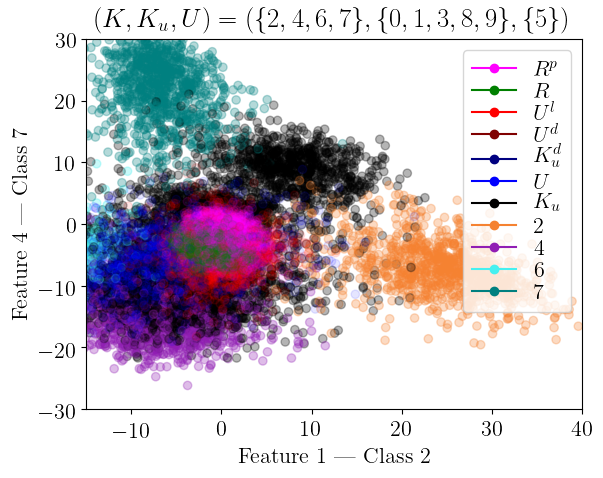 (K, K_u, U) = ({2, 4, 6, 7}, {0, 1, 3, 8, 9}, {5})
30
20
10
0
−10
−20
−30
Feature 4 — Class 7
R^p
R
U^l
U^d
K_u^d
U
K_u
2
4
6
7
−10
0
10
20
30
40
Feature 1 — Class 2